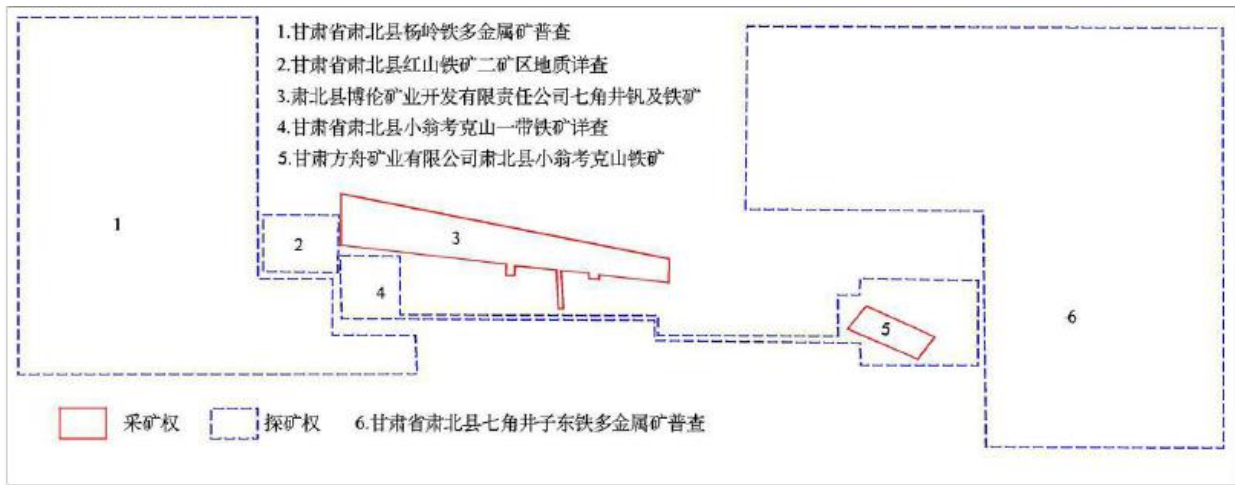 1.甘肃省肃北县杨岭铁多金属矿普查
2.甘肃省肃北县红山铁矿二矿区地质详查
3.肃北县博伦矿业开发有限责任公司七角井钒及铁矿
4.甘肃省肃北县小翁考克山一带铁矿详查
5.甘肃方舟矿业有限公司肃北县小翁考克山铁矿
1
2
3
4
5
6
采矿权 探矿权 6.甘肃省肃北县七角井子东铁多金属矿普查